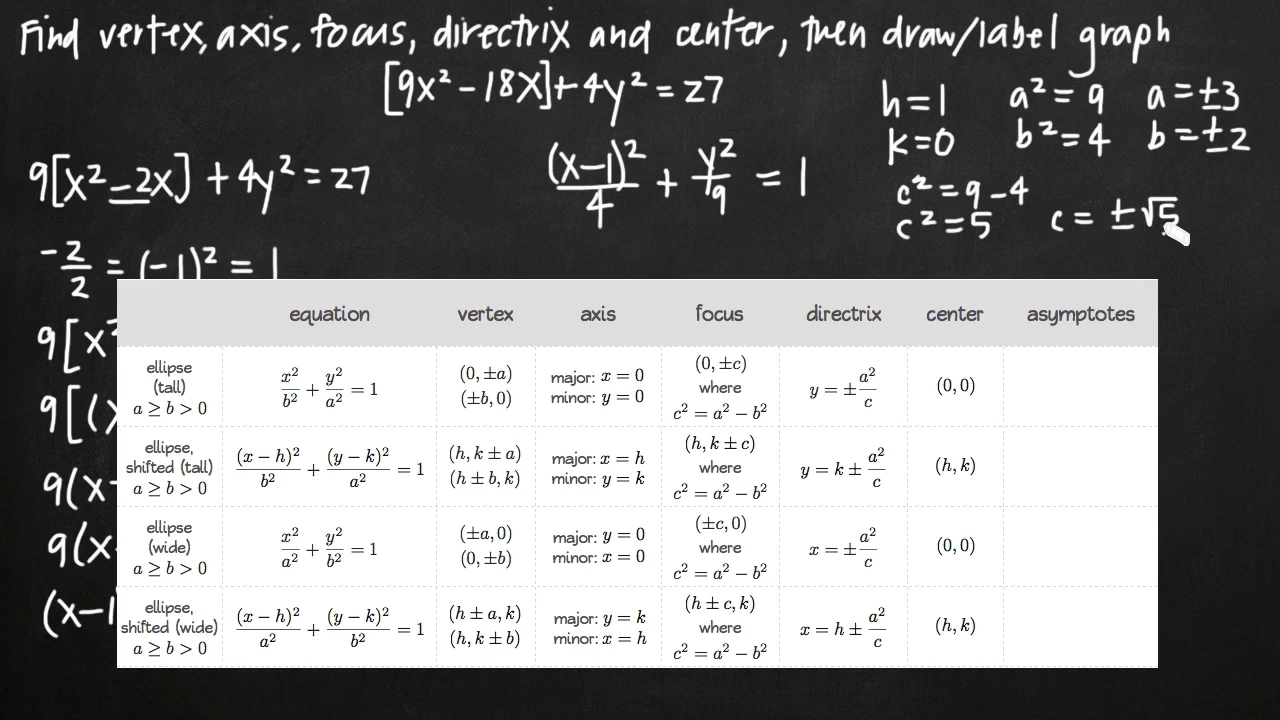 Find vertex, axis, focus, directrix and center, then draw/label graph
[9x² - 18x] + 4y² = 27
h = 1 a² = 9 a = ±3
k = 0 b² = 4 b = ±2
9[x² - 2x] + 4y² = 27
(x-1)²/4 + y²/9 = 1
c² = 9 - 4
c² = 5 c = ±√5
-2/2 = (-1)² = 1
9[x²
9[(x
9(x-
9(x-
(x-1
equation vertex axis focus directrix center asymptotes
ellipse (tall) a ≥ b > 0 x²/b² + y²/a² = 1 (0, ±a) (±b, 0) major: x = 0 minor: y = 0 (0, ±c) where c² = a² − b² y = ± a²/c (0, 0)
ellipse, shifted (tall) a ≥ b > 0 (x − h)²/b² + (y − k)²/a² = 1 (h, k ± a) (h ± b, k) major: x = h minor: y = k (h, k ± c) where c² = a² − b² y = k ± a²/c (h, k)
ellipse (wide) a ≥ b > 0 x²/a² + y²/b² = 1 (±a, 0) (0, ±b) major: y = 0 minor: x = 0 (±c, 0) where c² = a² − b² x = ± a²/c (0, 0)
ellipse, shifted (wide) a ≥ b > 0 (x − h)²/a² + (y − k)²/b² = 1 (h ± a, k) (h, k ± b) major: y = k minor: x = h (h ± c, k) where c² = a² − b² x = h ± a²/c (h, k)